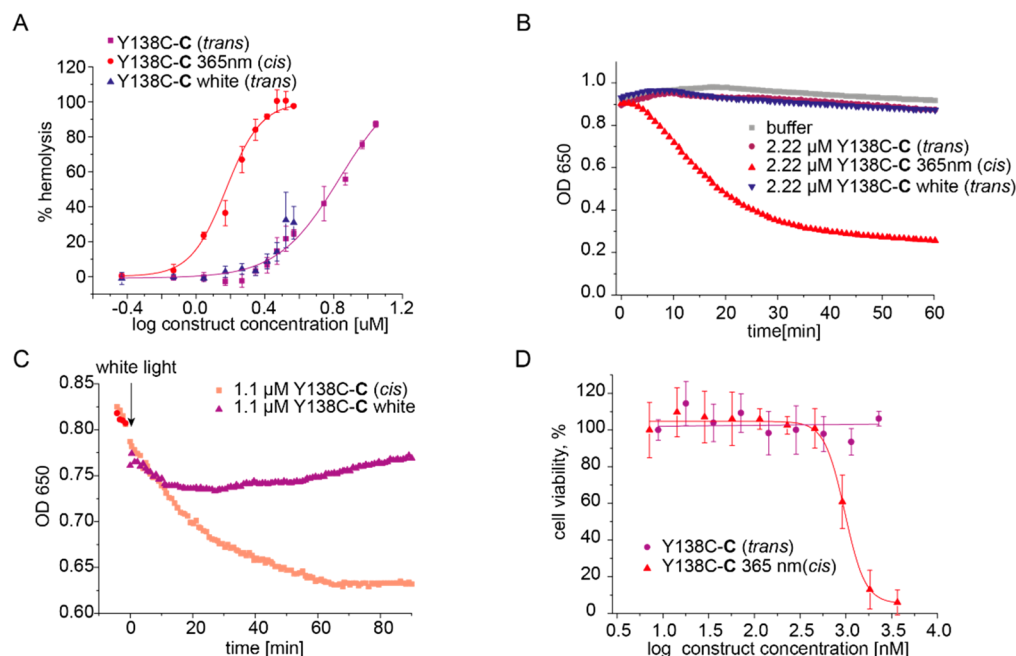 A
Y138C-C (trans)
Y138C-C 365nm (cis)
Y138C-C white (trans)
120
100
80
60
40
20
0
% hemolysis
-0.4
0.0
0.4
0.8
1.2
log construct concentration [uM]
B
1.0
0.8
0.6
0.4
0.2
0.0
OD 650
buffer
2.22 µM Y138C-C (trans)
2.22 µM Y138C-C 365nm (cis)
2.22 µM Y138C-C white (trans)
0
10
20
30
40
50
60
time[min]
C
white light
1.1 µM Y138C-C (cis)
1.1 µM Y138C-C white
0.85
0.80
0.75
0.70
0.65
0.60
OD 650
0
20
40
60
80
time [min]
D
120
100
80
60
40
20
0
cell viability, %
Y138C-C (trans)
Y138C-C 365 nm(cis)
0.5
1.0
1.5
2.0
2.5
3.0
3.5
4.0
log construct concentration [nM]